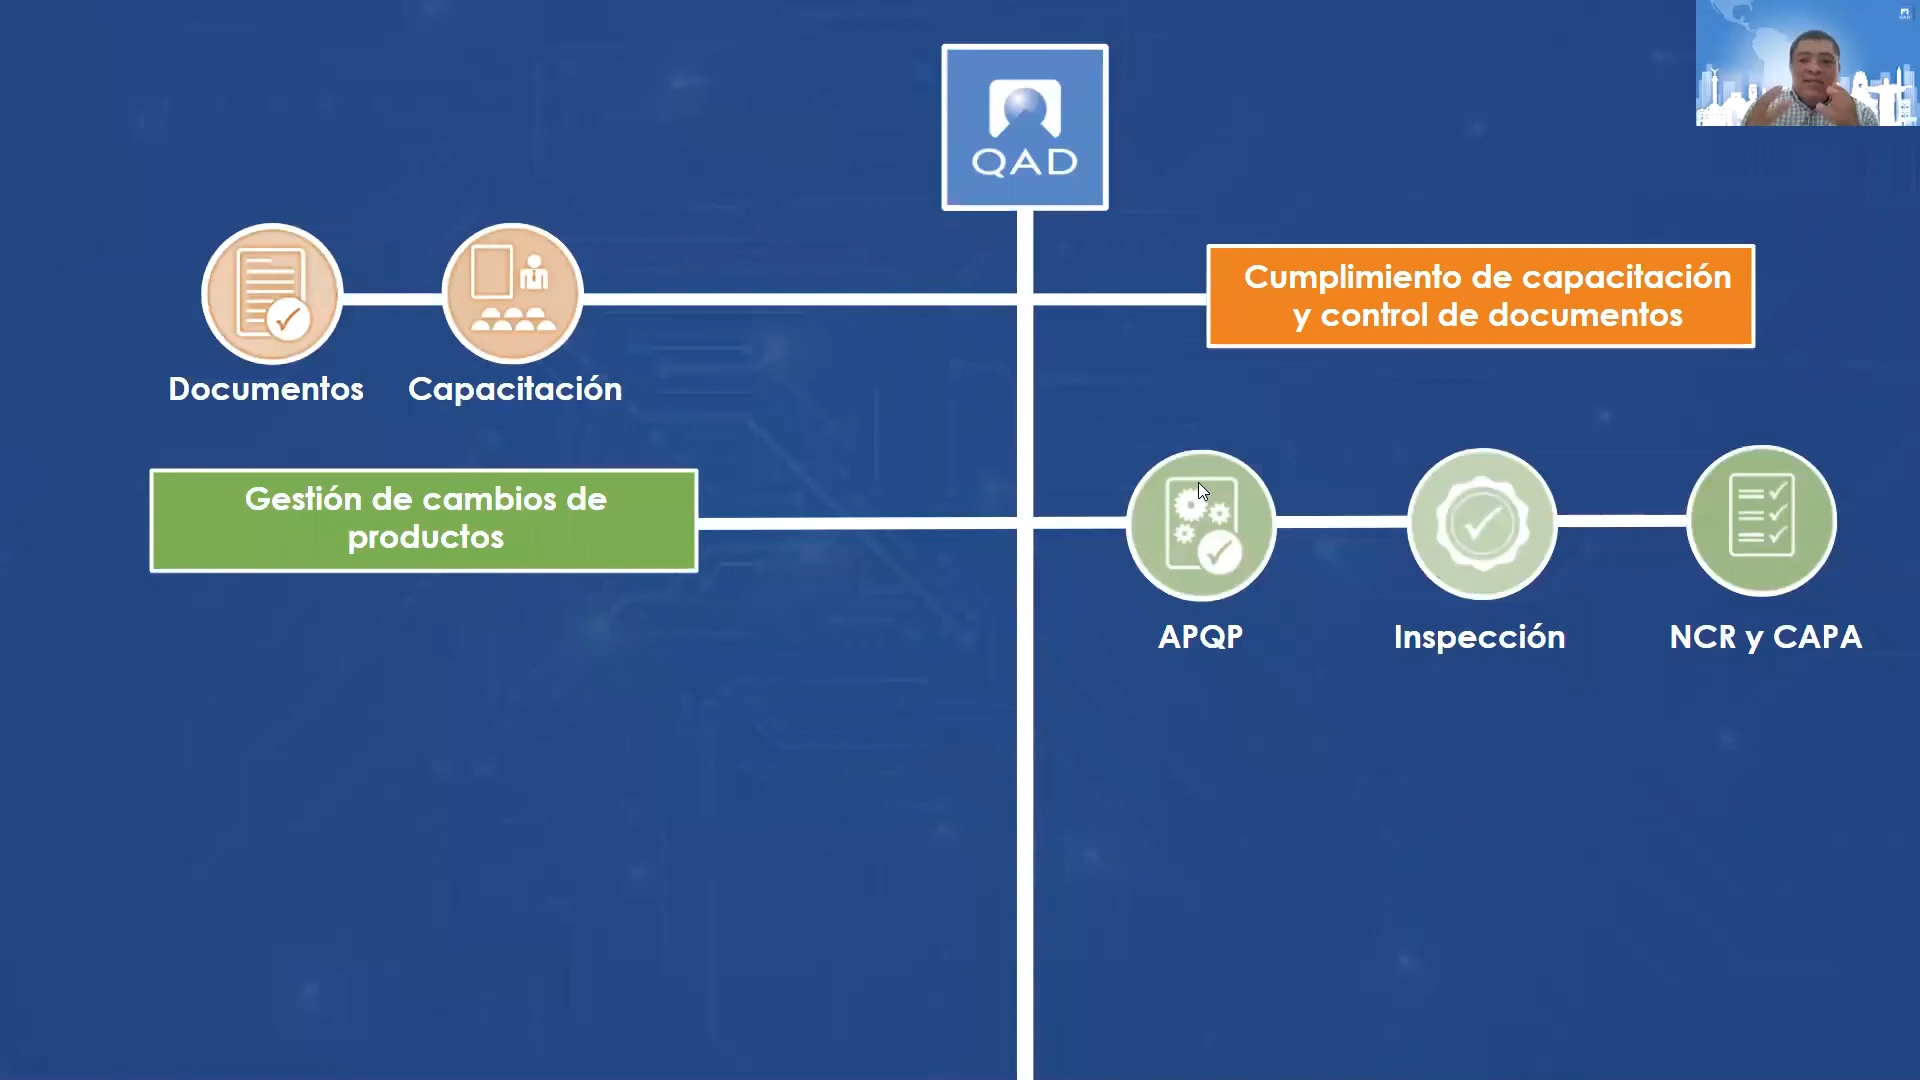 QAD
Cumplimiento de capacitación
y control de documentos
Documentos
Capacitación
Gestión de cambios de
productos
APQP
Inspección
NCR y CAPA